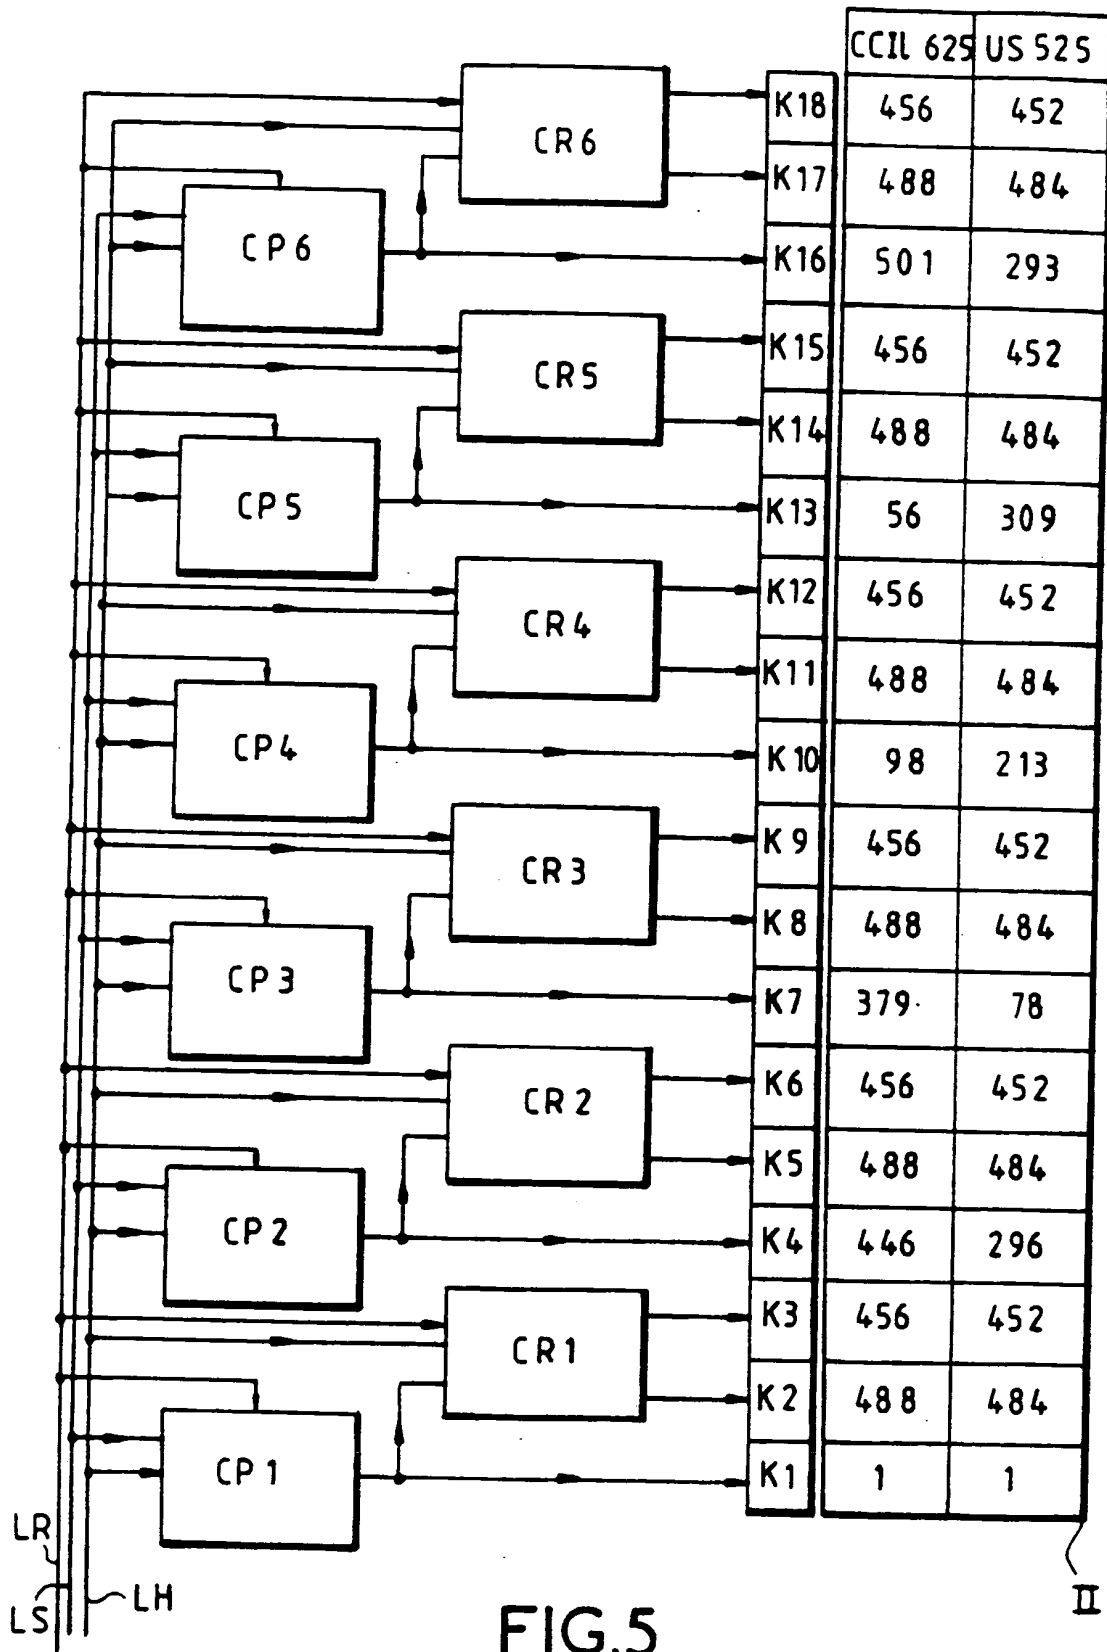 CCIL 625 US 525
K18 456 452
CR6
K17 488 484
CP6
K16 501 293
K15 456 452
CR5
K14 488 484
CP5
K13 56 309
K12 456 452
CR4
K11 488 484
CP4
K10 98 213
K9 456 452
CR3
K8 488 484
CP3
K7 379 78
K6 456 452
CR2
K5 488 484
CP2
K4 446 296
K3 456 452
CR1
K2 488 484
CP1
K1 1 1
LR
LS
LH
II
FIG.5